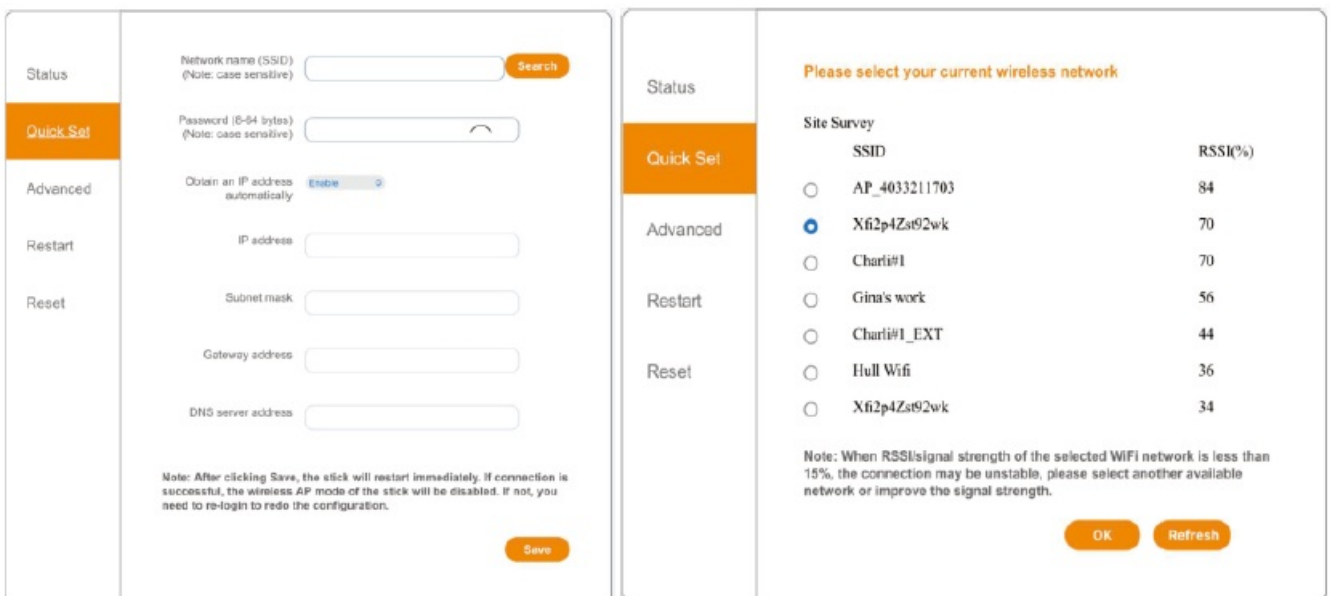 Status
Quick Set
Advanced
Restart
Reset
Network name (SSID)
(Note: case sensitive)
Search
Password (8-64 bytes)
(Note: case sensitive)
Obtain an IP address
automatically
Enable
IP address
Subnet mask
Gateway address
DNS server address
Note: After clicking Save, the stick will restart immediately. If connection is
successful, the wireless AP mode of the stick will be disabled. If not, you
need to re-login to redo the configuration.
Save
Status
Quick Set
Advanced
Restart
Reset
Please select your current wireless network
Site Survey
SSID RSSI(%)
AP_4033211703 84
Xfi2p4Zst92wk 70
Charli#1 70
Gina's work 56
Charli#1_EXT 44
Hull Wifi 36
Xfi2p4Zst92wk 34
Note: When RSSI/signal strength of the selected WiFi network is less than
15%, the connection may be unstable, please select another available
network or improve the signal strength.
OK
Refresh